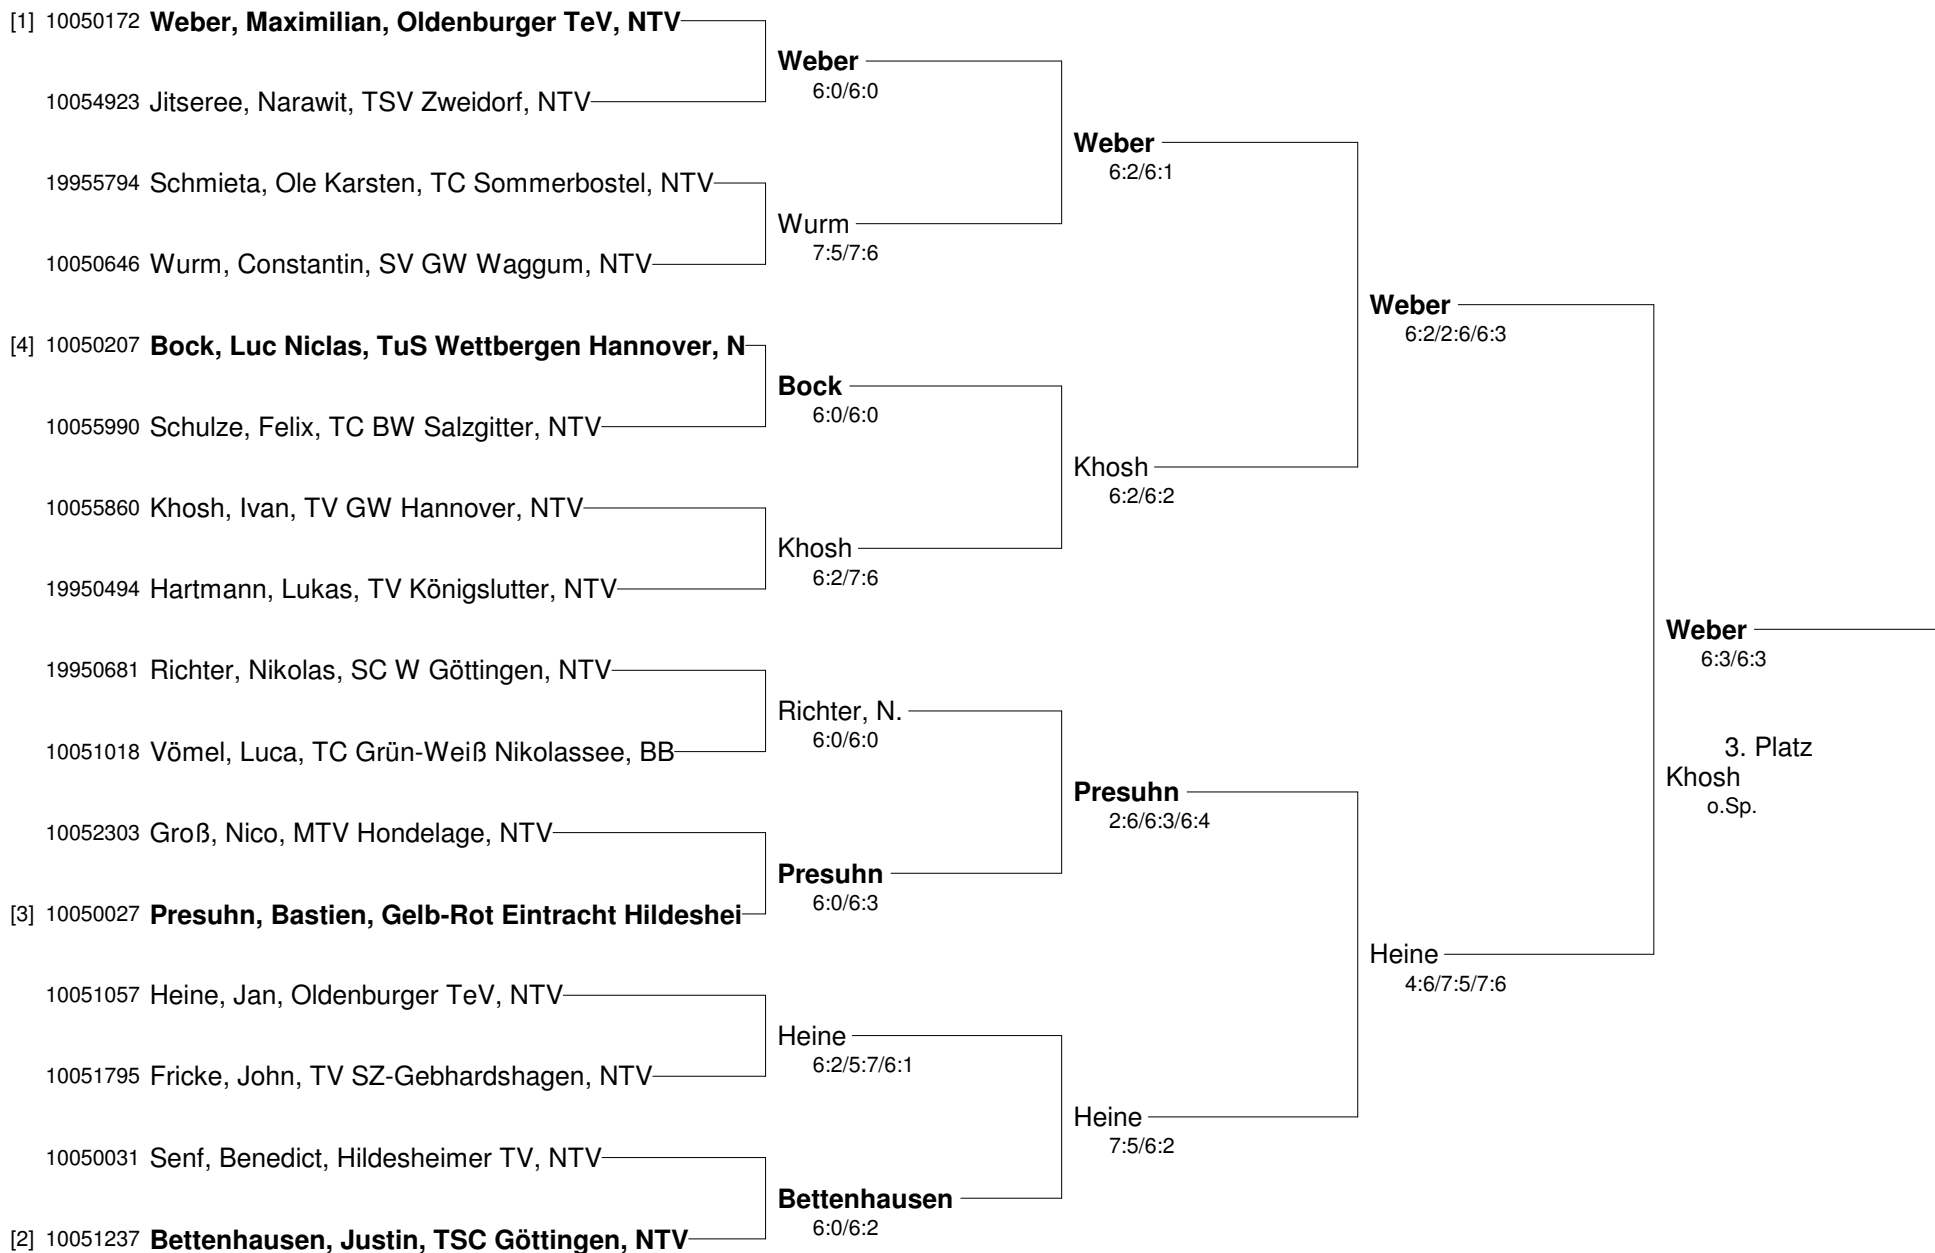 [1] 10050172 Weber, Maximilian, Oldenburger TeV, NTV
Weber
6:0/6:0
10054923 Jitseree, Narawit, TSV Zweidorf, NTV
Weber
6:2/6:1
19955794 Schmieta, Ole Karsten, TC Sommerbostel, NTV
Wurm
7:5/7:6
10050646 Wurm, Constantin, SV GW Waggum, NTV
Weber
6:2/2:6/6:3
[4] 10050207 Bock, Luc Niclas, TuS Wettbergen Hannover, N
Bock
6:0/6:0
10055990 Schulze, Felix, TC BW Salzgitter, NTV
Khosh
6:2/6:2
10055860 Khosh, Ivan, TV GW Hannover, NTV
Khosh
6:2/7:6
19950494 Hartmann, Lukas, TV Königslutter, NTV
Weber
6:3/6:3
19950681 Richter, Nikolas, SC W Göttingen, NTV
Richter, N.
6:0/6:0
10051018 Vömel, Luca, TC Grün-Weiß Nikolassee, BB
3. Platz
Khosh
o.Sp.
Presuhn
2:6/6:3/6:4
10052303 Groß, Nico, MTV Hondelage, NTV
Presuhn
6:0/6:3
[3] 10050027 Presuhn, Bastien, Gelb-Rot Eintracht Hildeshei
Heine
4:6/7:5/7:6
10051057 Heine, Jan, Oldenburger TeV, NTV
Heine
6:2/5:7/6:1
10051795 Fricke, John, TV SZ-Gebhardshagen, NTV
Heine
7:5/6:2
10050031 Senf, Benedict, Hildesheimer TV, NTV
Bettenhausen
6:0/6:2
[2] 10051237 Bettenhausen, Justin, TSC Göttingen, NTV